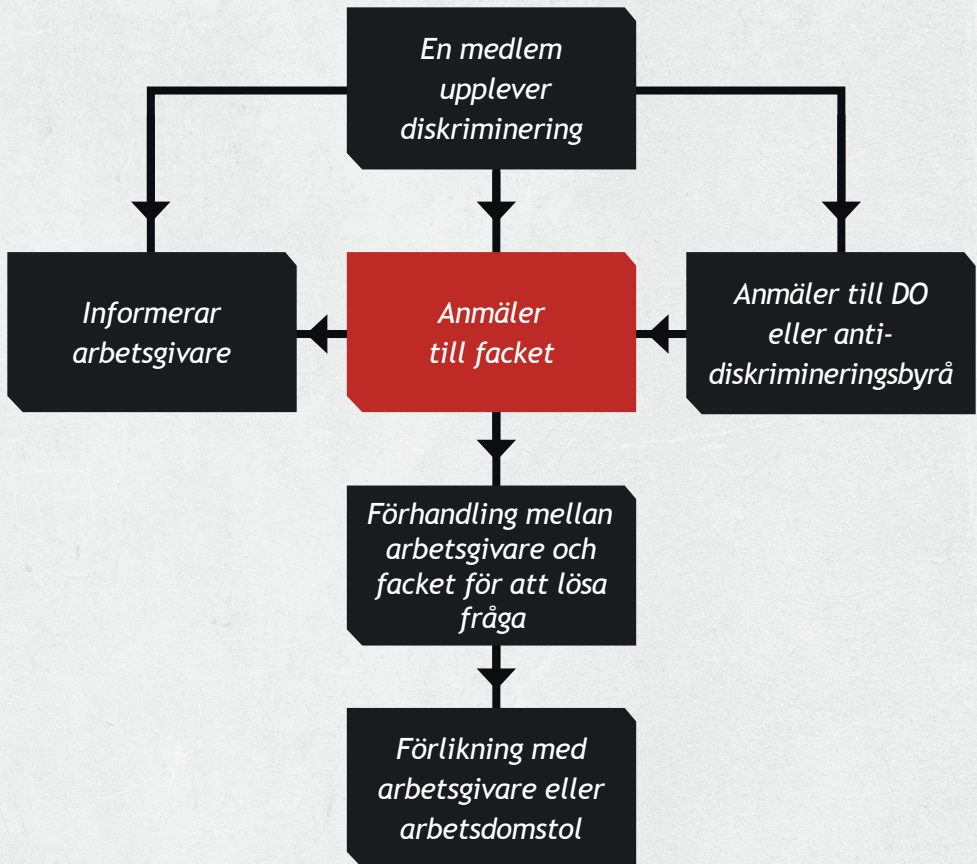 En medlem
upplever
diskriminering
Informerar
arbetsgivare
Anmäler
till facket
Anmäler till DO
eller anti-
diskrimineringsbyrå
Förhandling mellan
arbetsgivare och
facket för att lösa
fråga
Förlikning med
arbetsgivare eller
arbetsdomstol